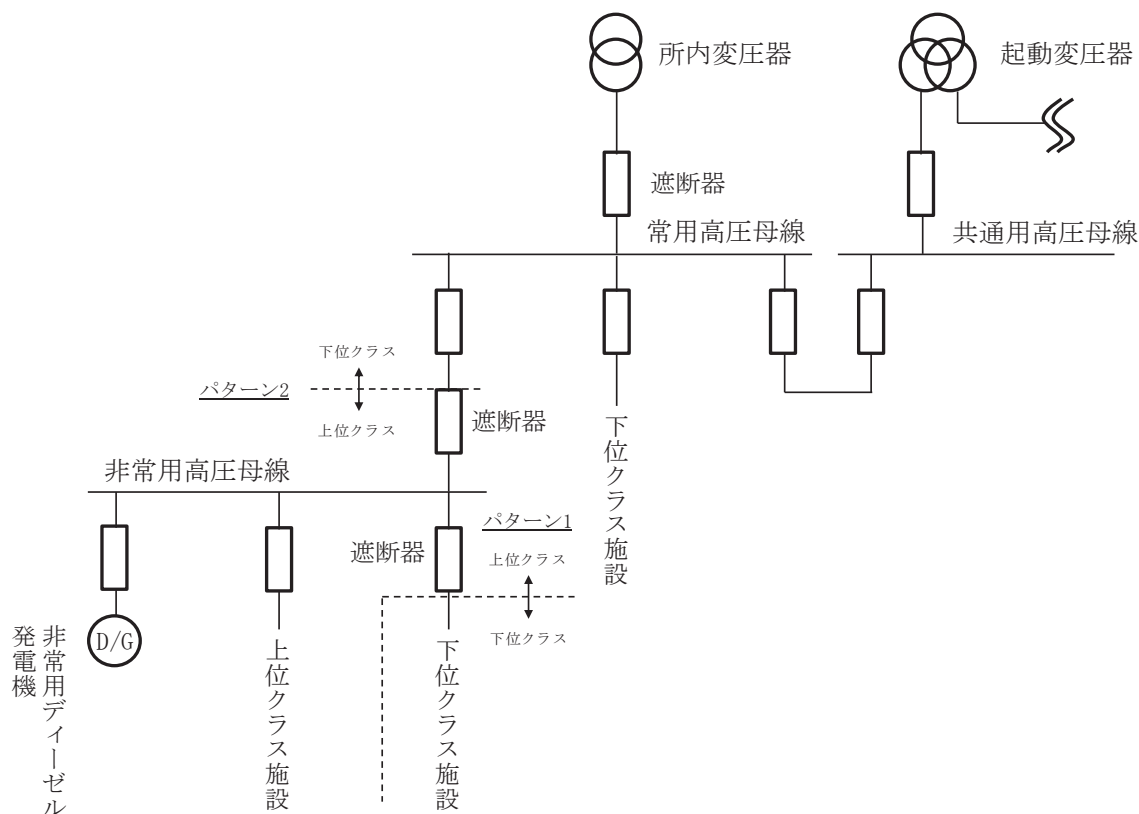 所内変圧器
起動変圧器
遮断器
常用高圧母線
共通用高圧母線
下位クラス
パターン2
上位クラス
遮断器
下位クラス施設
非常用高圧母線
パターン1
遮断器
上位クラス
下位クラス
D/G
非常用ディーゼル
発電機
上位クラス施設
下位クラス施設